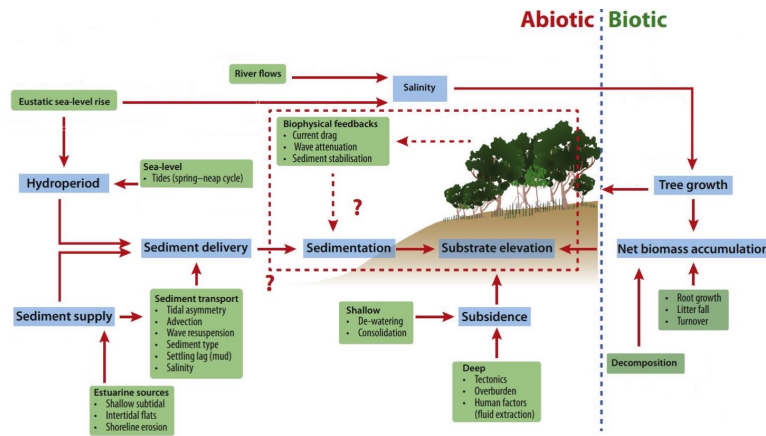 Abiotic Biotic
River flows
Salinity
Eustatic sea-level rise
Biophysical feedbacks
• Current drag
• Wave attenuation
• Sediment stabilisation
Sea-level
• Tides (spring–neap cycle)
Hydroperiod
Tree growth
?
Sediment delivery
Sedimentation
Substrate elevation
Net biomass accumulation
?
Sediment transport
• Tidal asymmetry
• Advection
• Wave resuspension
• Sediment type
• Settling lag (mud)
• Salinity
Sediment supply
Shallow
• De-watering
• Consolidation
Subsidence
• Root growth
• Litter fall
• Turnover
Decomposition
Deep
• Tectonics
• Overburden
• Human factors
(fluid extraction)
Estuarine sources
• Shallow subtidal
• Intertidal flats
• Shoreline erosion